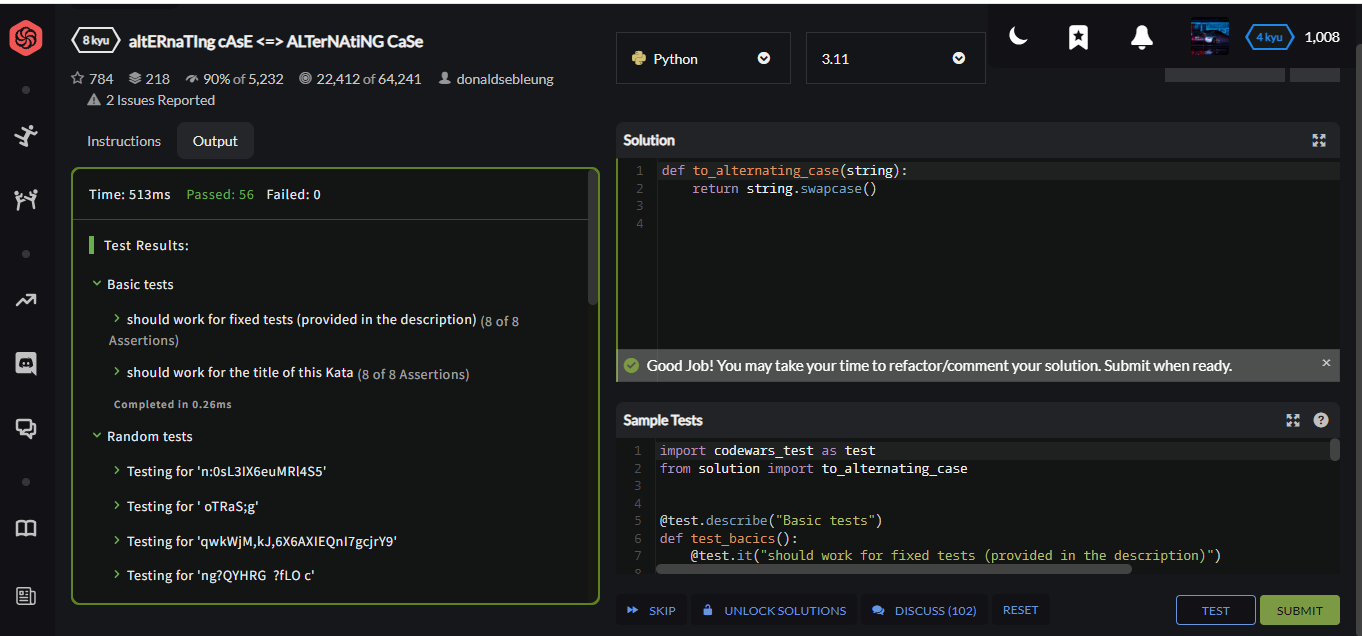 8 kyu altERnaTIng cAsE <=> ALTerNAtiNG CaSe
784 218 90% of 5,232 22,412 of 64,241 donaldsebleung
2 Issues Reported
Python
3.11
4 kyu 1,008
Instructions Output
Time: 513ms Passed: 56 Failed: 0
Test Results:
Basic tests
should work for fixed tests (provided in the description) (8 of 8
Assertions)
should work for the title of this Kata (8 of 8 Assertions)
Completed in 0.26ms
Random tests
Testing for 'n:0sL3IX6euMRl4S5'
Testing for ' oTRaS;g'
Testing for 'qwkWjM,kJ,6X6AXIEQnI7gcjrY9'
Testing for 'ng?QYHRG ?fLO c'
Solution
1 def to_alternating_case(string):
2 return string.swapcase()
3
4
Good Job! You may take your time to refactor/comment your solution. Submit when ready. ×
Sample Tests ?
1 import codewars_test as test
2 from solution import to_alternating_case
3
4
5 @test.describe("Basic tests")
6 def test_bacics():
7 @test.it("should work for fixed tests (provided in the description)")
SKIP UNLOCK SOLUTIONS DISCUSS (102) RESET TEST SUBMIT